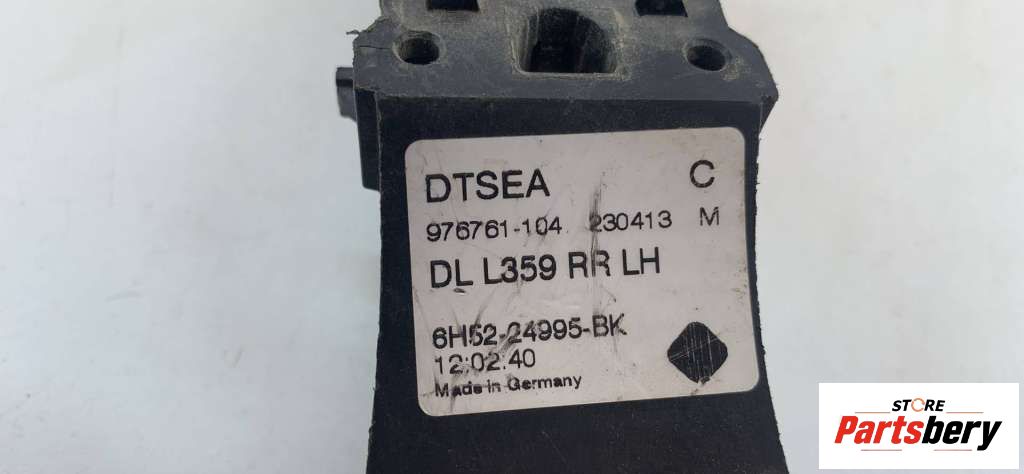 DTSEA C
976761-104 230413 M
DL L359 RR LH
6H52-24995-BK
12:02:40
Made in Germany
STORE
Partsbery